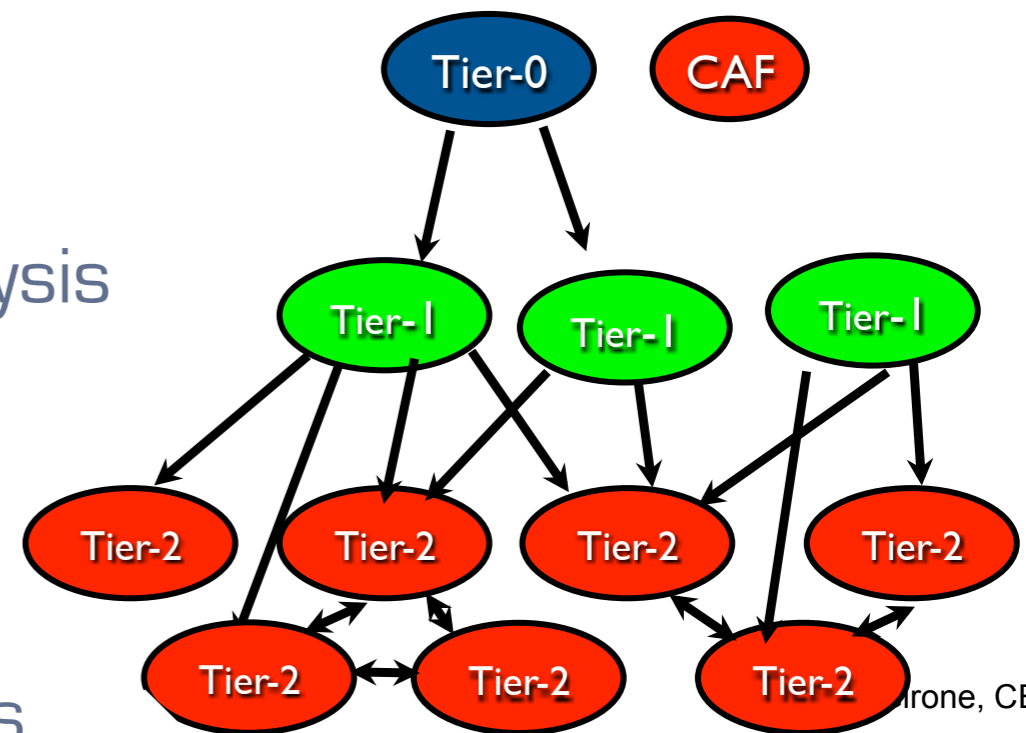 Tier-0 CAF
ysis
Tier-1 Tier-1 Tier-1
Tier-2 Tier-2 Tier-2 Tier-2
Tier-2 Tier-2 Tier-2
s
irone, CE